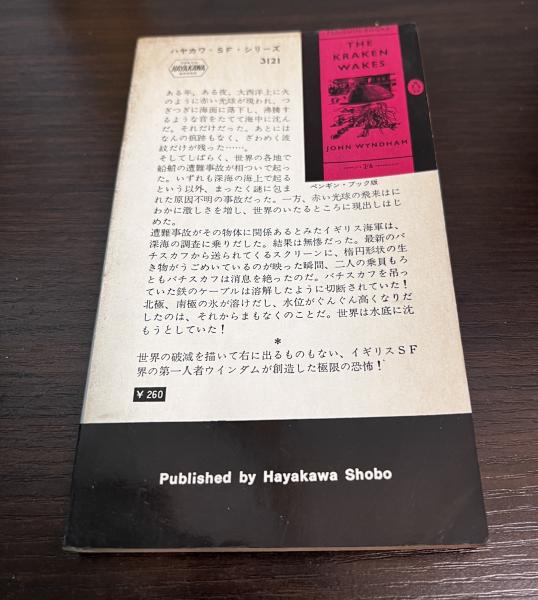 ハヤカワ・SF・シリーズ
HAYAKAWA
3121
PENGUIN BOOKS
THE
KRAKEN
WAKES
JOHN WYNDHAM
2/6
ペンギン・ブック版
ある年、ある夜、大西洋上に火
のように赤い光球が現われ、つ
ぎつぎに海面に落下し、沸騰す
るような音をたてて海中に沈ん
だ。それだけだった。あとには
なんの痕跡もなく、ざわめく波
紋だけが残った……。
そしてしばらく、世界の各地で
船舶の遭難事故が相ついで起っ
た。いずれも深海の海上で起る
という以外、まったく謎に包ま
れた原因不明の事故だった。一方、赤い光球の飛来はに
わかに激しさを増し、世界のいたるところに現出しはじ
めた。
遭難事故がその物体に関係あるとみたイギリス海軍は、
深海の調査に乗りだした。結果は無惨だった。最新のバ
チスカフから送られてくるスクリーンに、楕円形状の生
き物がうごめいているのが映った瞬間、二人の乗員もろ
ともバチスカフは消息を絶ったのだ。バチスカフを吊っ
ていた鉄のケーブルは溶解したように切断されていた！
北極、南極の氷が溶けだし、水位がぐんぐん高くなりだ
したのは、それからまもなくのことだ。世界は水底に沈
もうとしていた！
*
世界の破滅を描いて右に出るものもない、イギリスSF
界の第一人者ウインダムが創造した極限の恐怖！
¥ 260
Published by Hayakawa Shobo